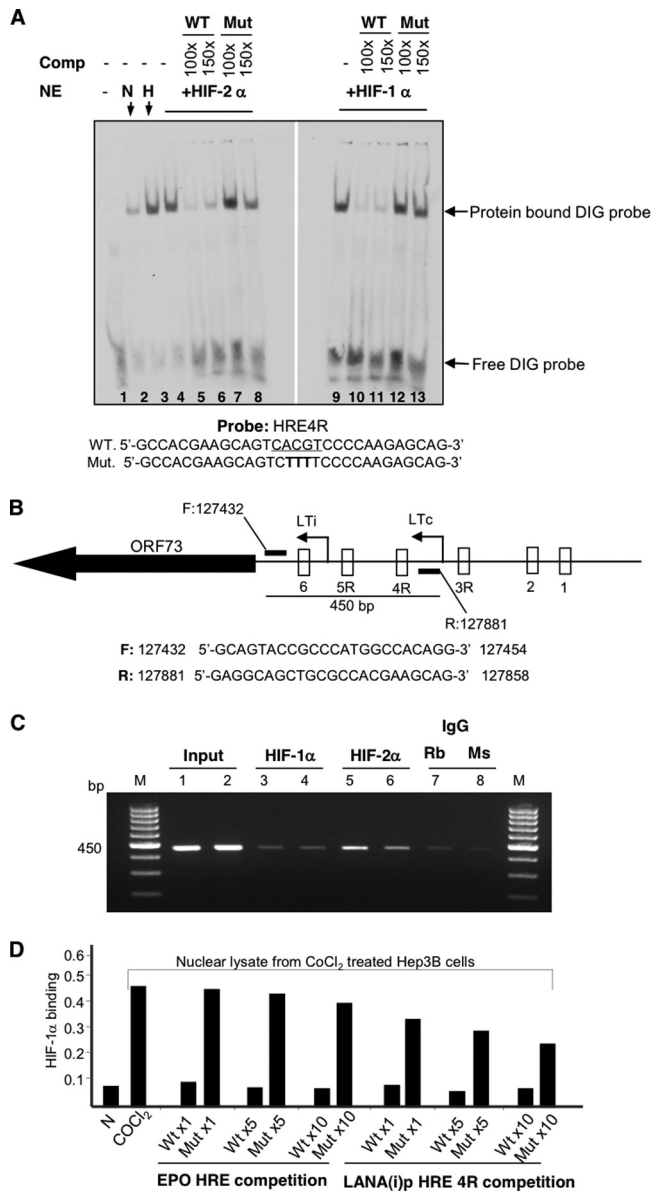 A
WT Mut
Comp - - - - 100x 150x 100x 150x - 100x 150x 100x 150x
WT Mut
NE - N H +HIF-2 α +HIF-1 α
Protein bound DIG probe
Free DIG probe
1 2 3 4 5 6 7 8 9 10 11 12 13
Probe: HRE4R
WT. 5'-GCCACGAAGCAGTCACGTCCCCAAGAGCAG-3'
Mut. 5'-GCCACGAAGCAGTCTTTTCCCCAAGAGCAG-3'
B
F:127432
LTi LTc
ORF73
6 5R 4R 3R 2 1
450 bp
R:127881
F: 127432 5'-GCAGTACCGCCCATGGCCACAGG-3' 127454
R: 127881 5'-GAGGCAGCTGCGCCACGAAGCAG-3' 127858
C
IgG
Input HIF-1α HIF-2α Rb Ms
bp M 1 2 3 4 5 6 7 8 M
450
D
Nuclear lysate from CoCl2 treated Hep3B cells
HIF-1α binding
0.6
0.5
0.4
0.3
0.2
0.1
N COCl2 Wt x1 Mut x1 Wt x5 Mut x5 Wt x10 Mut x10 Wt x1 Mut x1 Wt x5 Mut x5 Wt x10 Mut x10
EPO HRE competition LANA(i)p HRE 4R competition